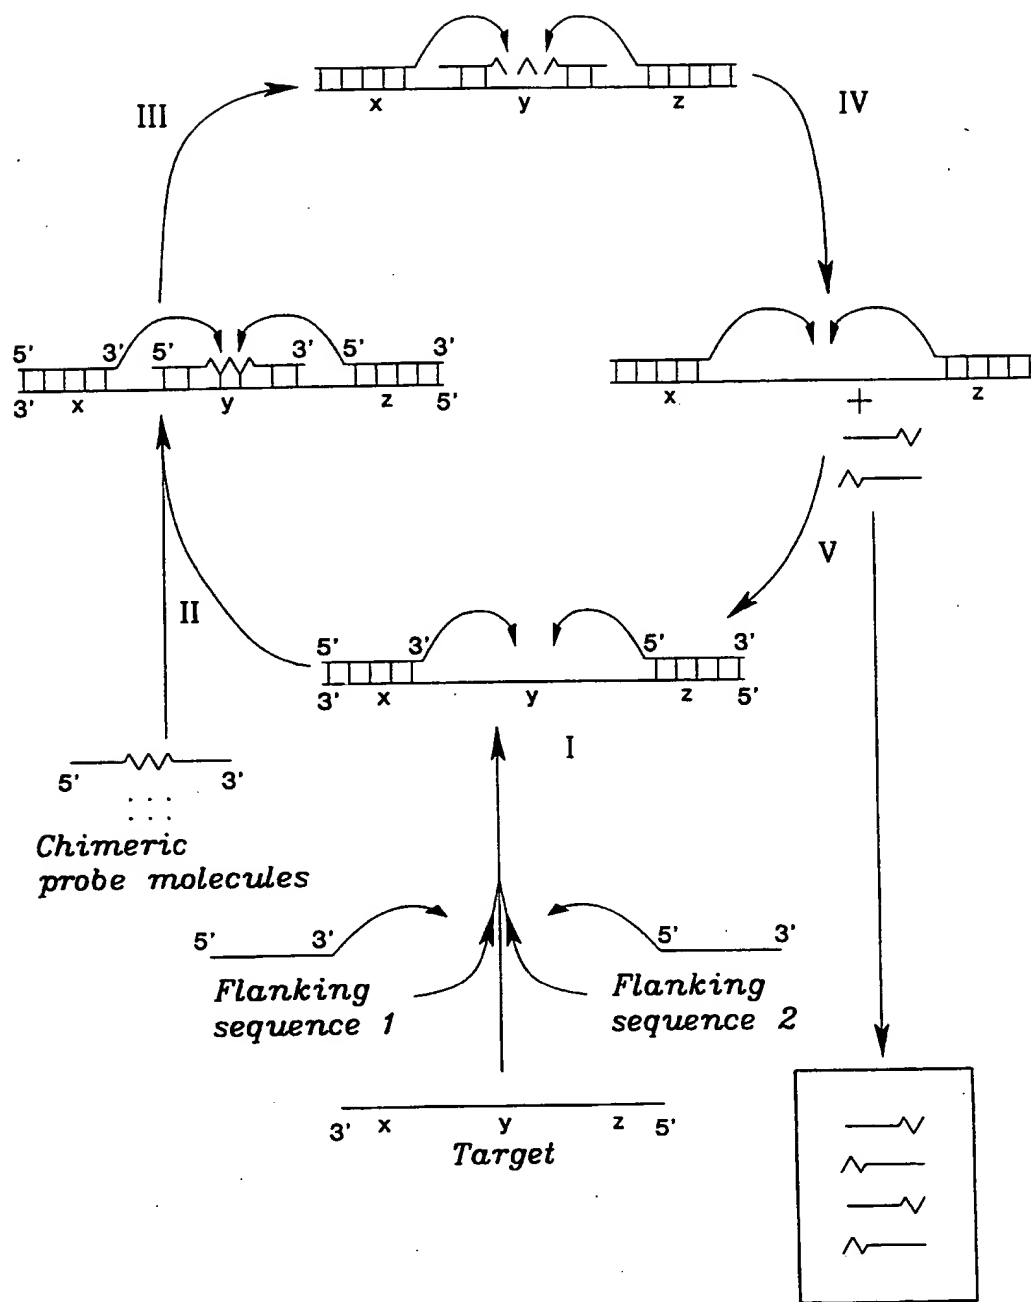 x y z
III
IV
5' 3' 5' 3' 5' 3'
3' x y z 5'
x z
+
V
II
5' 3' 5' 3'
3' x y z 5'
I
5' 3'
Chimeric
probe molecules
5' 3' 5' 3'
Flanking
sequence 1
Flanking
sequence 2
3' x y z 5'
Target